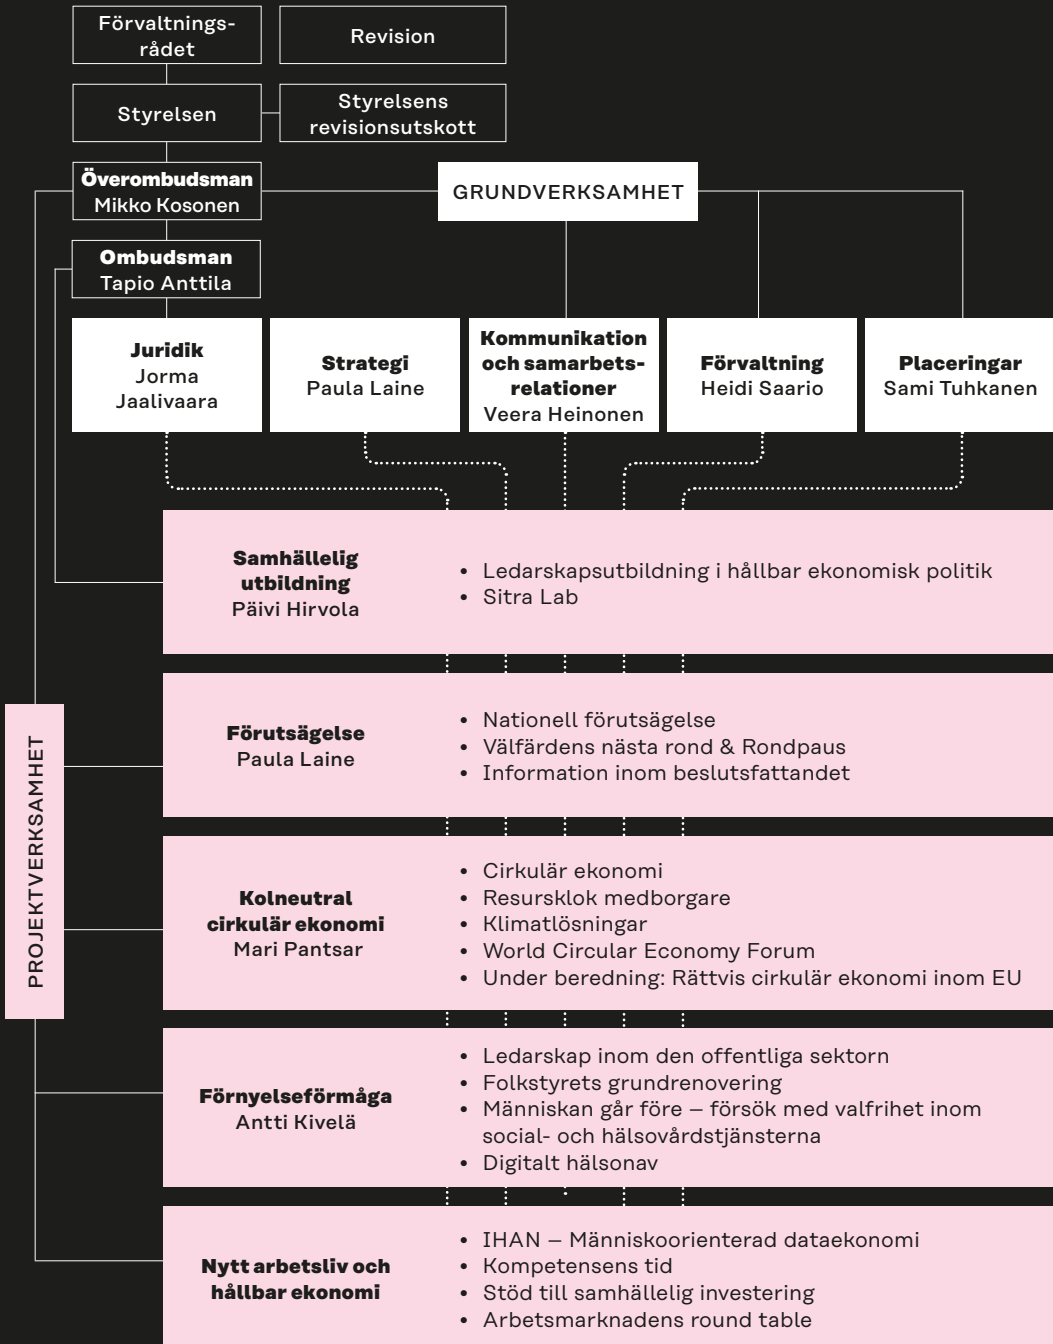 Förvaltnings-
rådet
Revision
Styrelsen
Styrelsens
revisionsutskott
Överombudsman
Mikko Kosonen
GRUNDVERKSAMHET
Ombudsman
Tapio Anttila
Juridik
Jorma
Jaalivaara
Strategi
Paula Laine
Kommunikation
och samarbets-
relationer
Veera Heinonen
Förvaltning
Heidi Saario
Placeringar
Sami Tuhkanen
PROJEKTVERKSAMHET
Samhällelig
utbildning
Päivi Hirvola
• Ledarskapsutbildning i hållbar ekonomisk politik
• Sitra Lab
Förutsägelse
Paula Laine
• Nationell förutsägelse
• Välfärdens nästa rond & Rondpaus
• Information inom beslutsfattandet
Kolneutral
cirkulär ekonomi
Mari Pantsar
• Cirkulär ekonomi
• Resursklok medborgare
• Klimatlösningar
• World Circular Economy Forum
• Under beredning: Rättvis cirkulär ekonomi inom EU
Förnyelseförmåga
Antti Kivelä
• Ledarskap inom den offentliga sektorn
• Folkstyrets grundrenovering
• Människan går före – försök med valfrihet inom
social- och hälsovårdstjänsterna
• Digitalt hälsonav
Nytt arbetsliv och
hållbar ekonomi
• IHAN – Människoorienterad dataekonomi
• Kompetensens tid
• Stöd till samhällelig investering
• Arbetsmarknadens round table